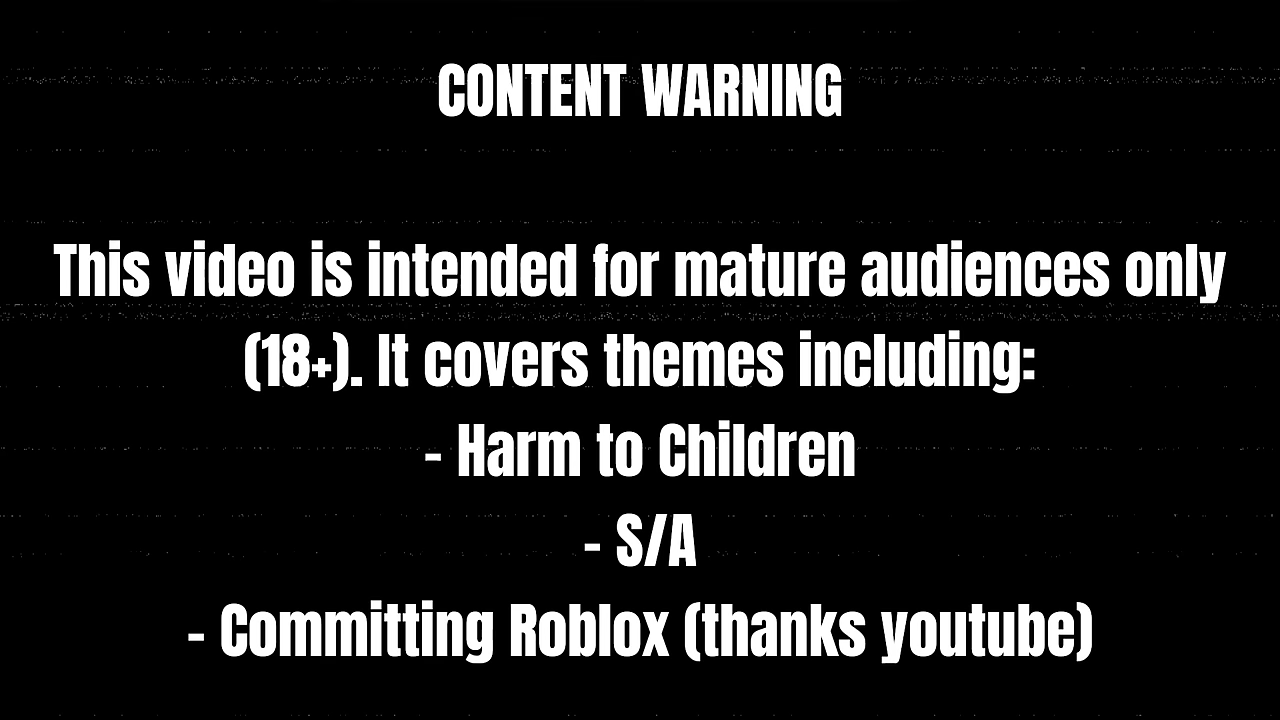 CONTENT WARNING
This video is intended for mature audiences only
(18+). It covers themes including:
- Harm to Children
- S/A
- Committing Roblox (thanks youtube)